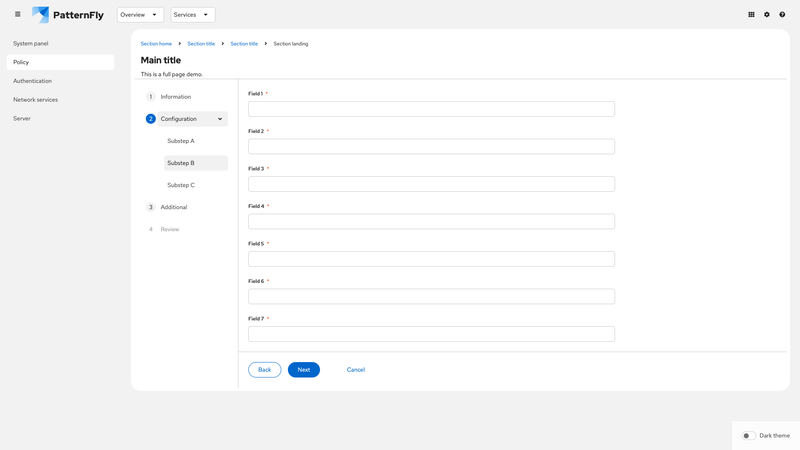 PatternFly
Overview
Services
System panel
Policy
Authentication
Network services
Server
Section home
Section title
Section title
Section landing
Main title
This is a full page demo.
1 Information
2 Configuration
Substep A
Substep B
Substep C
3 Additional
4 Review
Field 1 *
Field 2 *
Field 3 *
Field 4 *
Field 5 *
Field 6 *
Field 7 *
Back
Next
Cancel
Dark theme